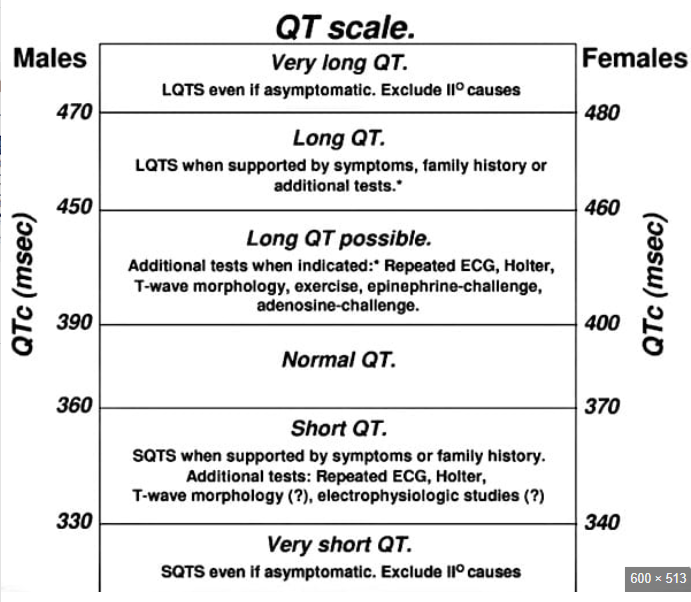 QT scale.
Males
Females
Very long QT.
LQTS even if asymptomatic. Exclude IIº causes
470
480
Long QT.
LQTS when supported by symptoms, family history or
additional tests.*
450
460
Long QT possible.
Additional tests when indicated:* Repeated ECG, Holter,
T-wave morphology, exercise, epinephrine-challenge,
adenosine-challenge.
QTc (msec)
QTc (msec)
390
400
Normal QT.
360
370
Short QT.
SQTS when supported by symptoms or family history.
Additional tests: Repeated ECG, Holter,
T-wave morphology (?), electrophysiologic studies (?)
330
340
Very short QT.
SQTS even if asymptomatic. Exclude IIº causes
600 × 513